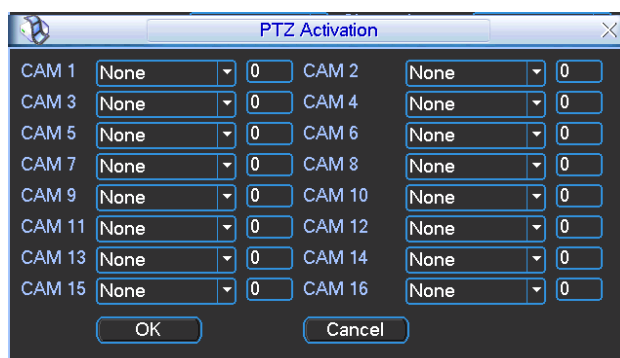 PTZ Activation
CAM 1 None 0 CAM 2 None 0
CAM 3 None 0 CAM 4 None 0
CAM 5 None 0 CAM 6 None 0
CAM 7 None 0 CAM 8 None 0
CAM 9 None 0 CAM 10 None 0
CAM 11 None 0 CAM 12 None 0
CAM 13 None 0 CAM 14 None 0
CAM 15 None 0 CAM 16 None 0
OK Cancel